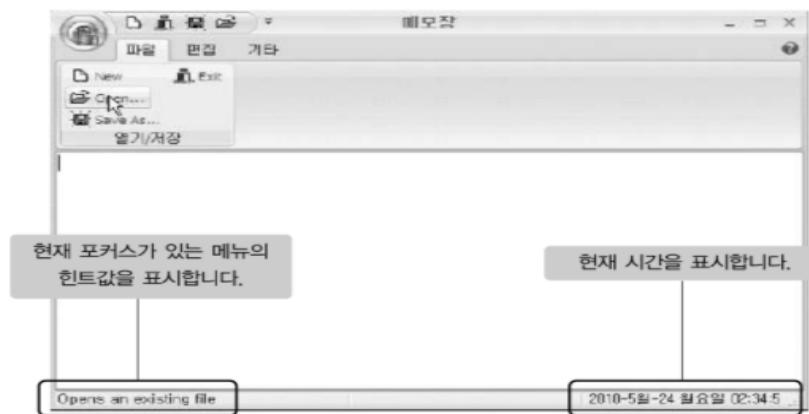 메모장
파일 편집 기타
New Exit
Open...
Save As...
열기/저장
현재 포커스가 있는 메뉴의
힌트값을 표시합니다.
현재 시간을 표시합니다.
Opens an existing file
2010-5월-24 월요일 02:34:5